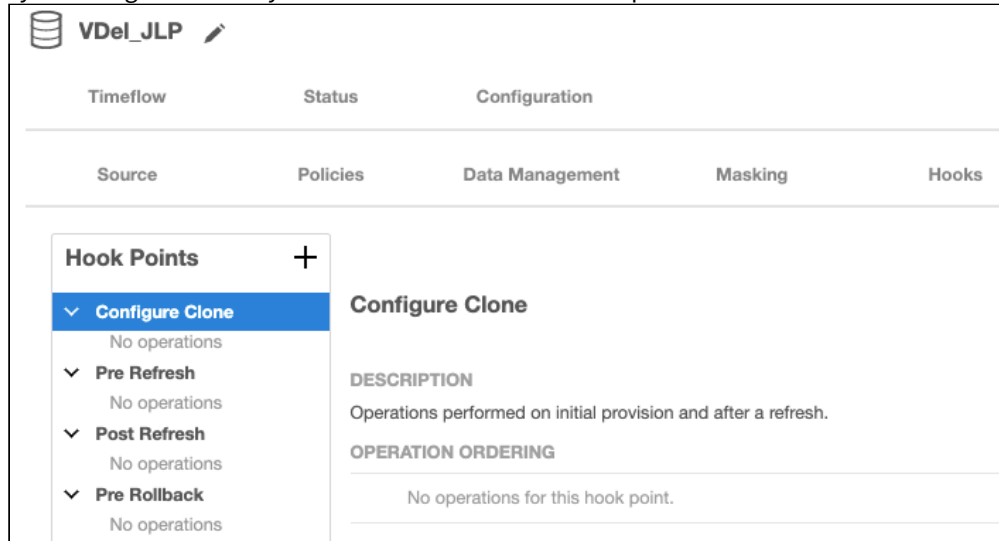 VDel_JLP
Timeflow Status Configuration
Source Policies Data Management Masking Hooks
Hook Points +
Configure Clone
No operations
Pre Refresh
No operations
Post Refresh
No operations
Pre Rollback
No operations
Configure Clone
DESCRIPTION
Operations performed on initial provision and after a refresh.
OPERATION ORDERING
No operations for this hook point.